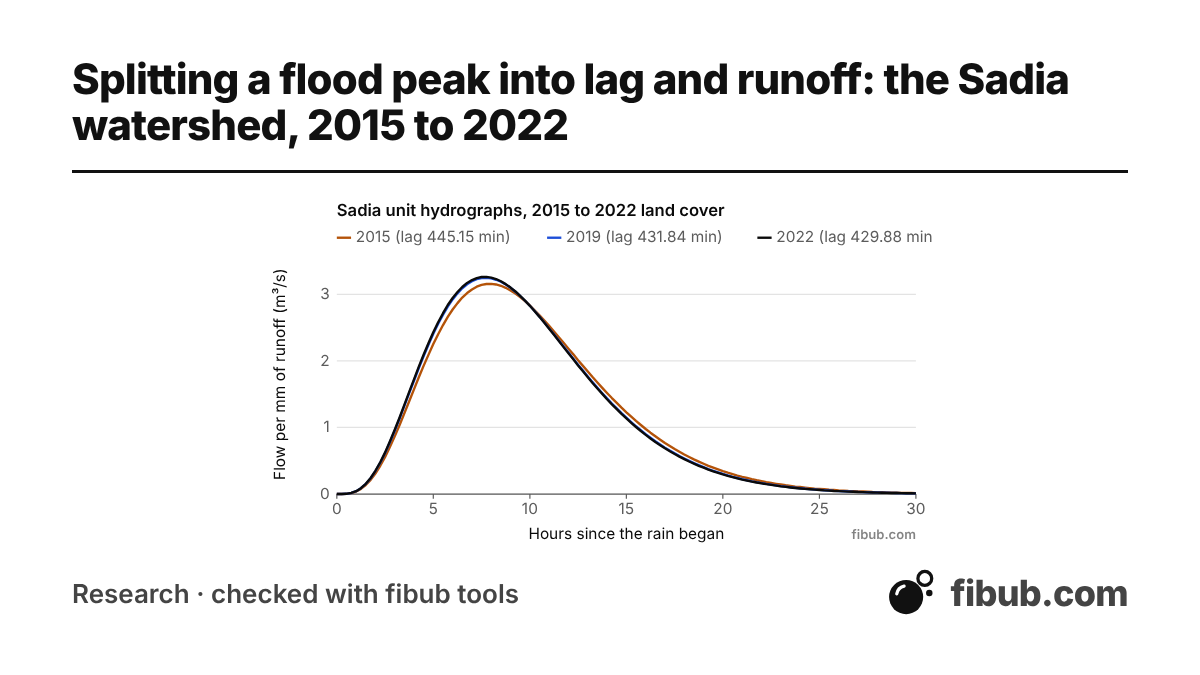 Splitting a flood peak into lag and runoff: the Sadia
watershed, 2015 to 2022
Sadia unit hydrographs, 2015 to 2022 land cover
2015 (lag 445.15 min) 2019 (lag 431.84 min) 2022 (lag 429.88 min
Flow per mm of runoff (m³/s)
3
2
1
0
0 5 10 15 20 25 30
Hours since the rain began
fibub.com
Research · checked with fibub tools
fibub.com